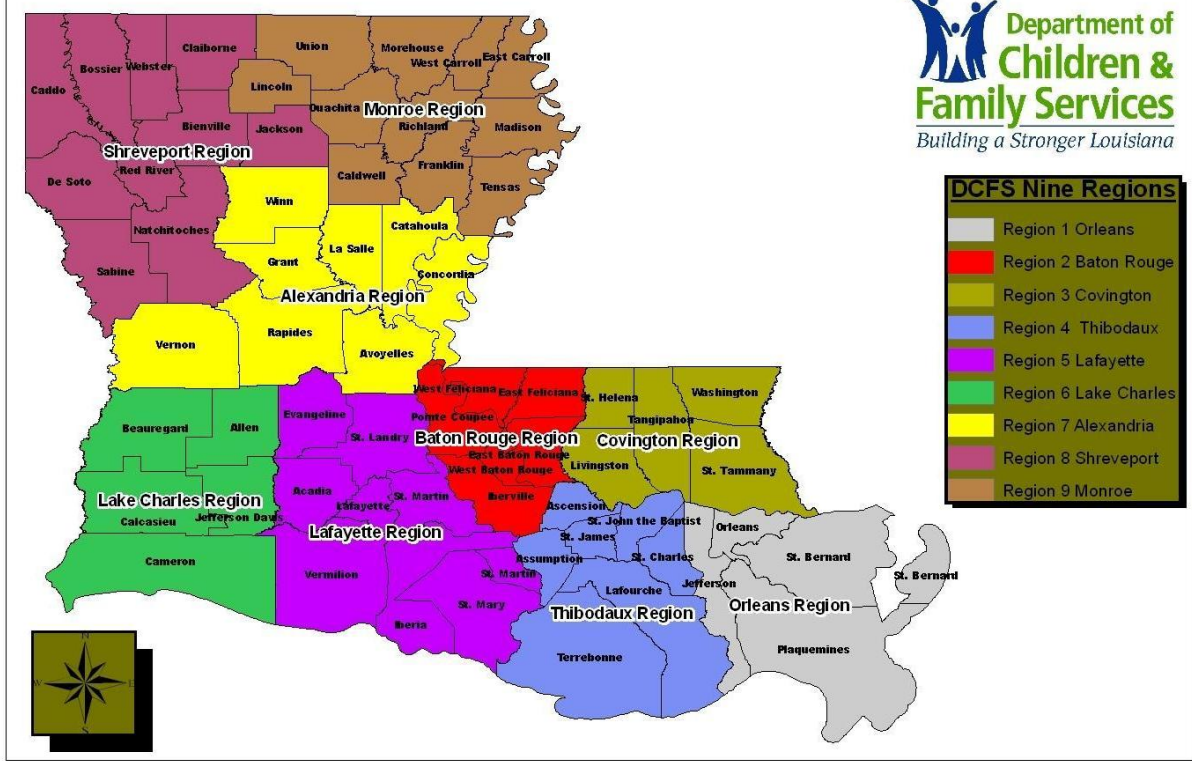 Department of
Children &
Family Services
Building a Stronger Louisiana
DCFS Nine Regions
Region 1 Orleans
Region 2 Baton Rouge
Region 3 Covington
Region 4 Thibodaux
Region 5 Lafayette
Region 6 Lake Charles
Region 7 Alexandria
Region 8 Shreveport
Region 9 Monroe
Claiborne
Union
Morehouse
West Carroll
East Carroll
Bossier
Webster
Caddo
Lincoln
Ouachita
Monroe Region
Richland
Madison
Bienville
Jackson
Shreveport Region
Red River
De Soto
Franklin
Caldwell
Tensas
Winn
Natchitoches
Catahoula
La Salle
Sabine
Grant
Concordia
Alexandria Region
Vernon
Rapides
Avoyelles
West Feliciana
East Feliciana
St. Helena
Washington
Evangeline
Pointe Coupee
Tangipahoa
Beauregard
Allen
St. Landry
Baton Rouge Region
Covington Region
East Baton Rouge
West Baton Rouge
Livingston
St. Tammany
Acadia
Lafayette
St. Martin
Iberville
Lake Charles Region
Calcasieu
Jefferson Davis
Ascension
St. John the Baptist
Orleans
Lafayette Region
St. James
Cameron
Assumption
St. Charles
St. Bernard
St. Bernard
Vermilion
St. Martin
Jefferson
Lafourche
St. Mary
Thibodaux Region
Orleans Region
Iberia
Terrebonne
Plaquemines
N
W
E
S